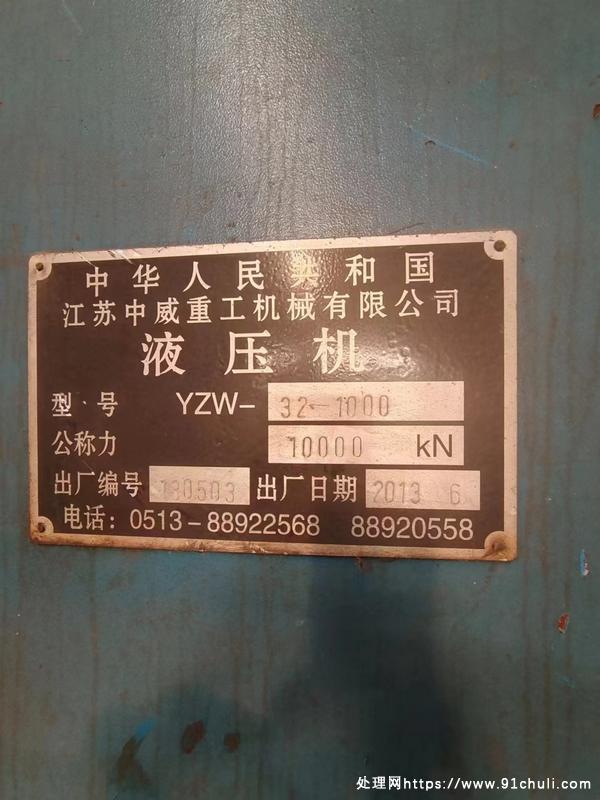 中华人民共和国
江苏中威重工机械有限公司
液压机
型号 YZW- 32-1000
公称力 10000 kN
出厂编号 130503 出厂日期 2013 6
电话: 0513-88922568 88920558
处理网https://www.91chuli.com